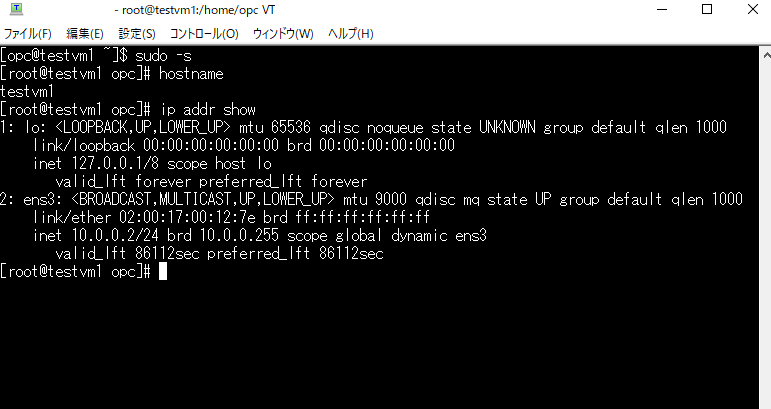 - root@testvm1:/home/opc VT
ファイル(F) 編集(E) 設定(S) コントロール(O) ウィンドウ(W) ヘルプ(H)
[opc@testvm1 ~]$ sudo -s
[root@testvm1 opc]# hostname
testvm1
[root@testvm1 opc]# ip addr show
1: lo: <LOOPBACK,UP,LOWER_UP> mtu 65536 qdisc noqueue state UNKNOWN group default qlen 1000
    link/loopback 00:00:00:00:00:00 brd 00:00:00:00:00:00
    inet 127.0.0.1/8 scope host lo
       valid_lft forever preferred_lft forever
2: ens3: <BROADCAST,MULTICAST,UP,LOWER_UP> mtu 9000 qdisc mq state UP group default qlen 1000
    link/ether 02:00:17:00:12:7e brd ff:ff:ff:ff:ff:ff
    inet 10.0.0.2/24 brd 10.0.0.255 scope global dynamic ens3
       valid_lft 86112sec preferred_lft 86112sec
[root@testvm1 opc]#